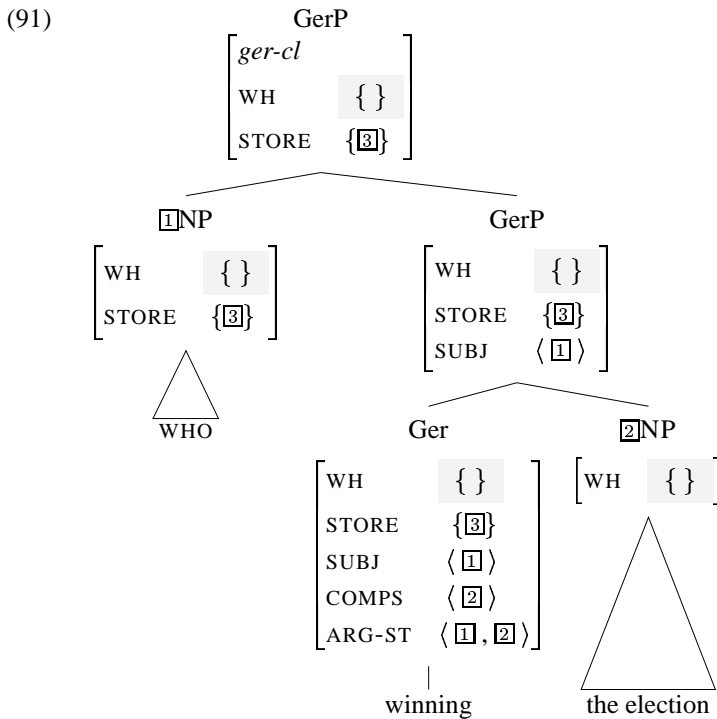 (91) GerP
ger-cl
WH { }
STORE {3}
1NP GerP
WH { } WH { }
STORE {3} STORE {3}
SUBJ ⟨ 1 ⟩
WHO Ger 2NP
WH { } WH { }
STORE {3}
SUBJ ⟨ 1 ⟩
COMPS ⟨ 2 ⟩
ARG-ST ⟨ 1 , 2 ⟩
winning the election